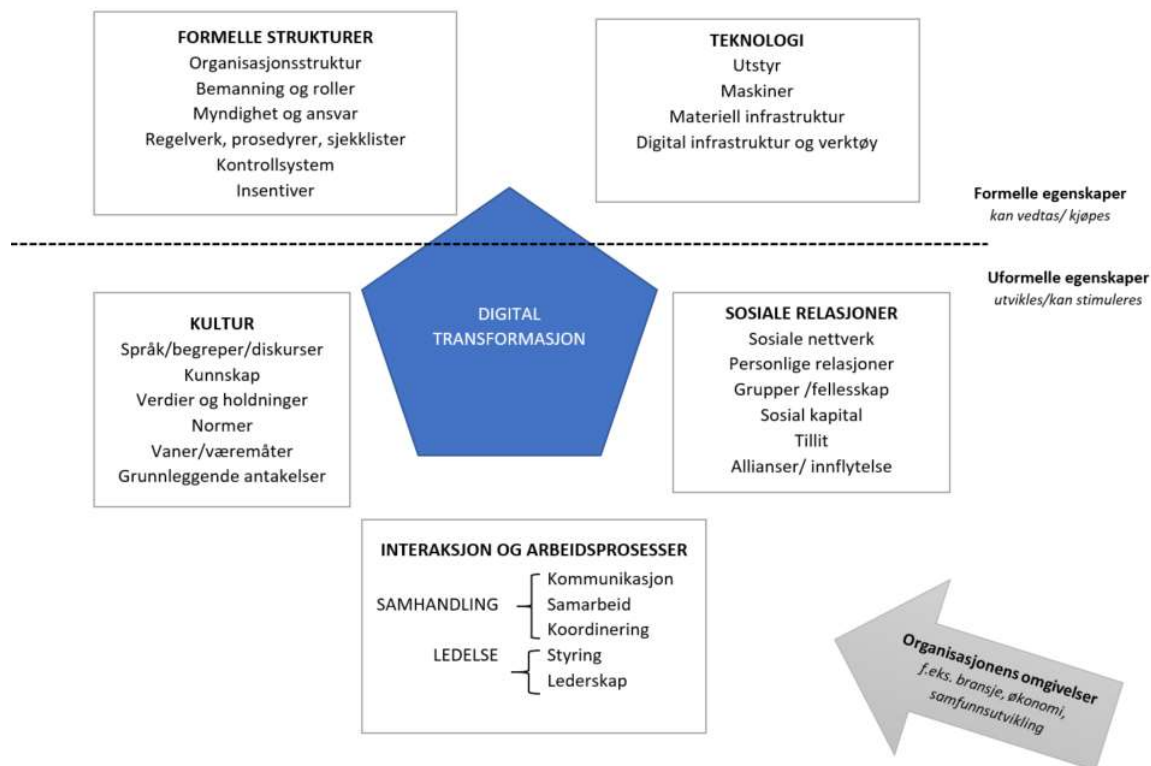 FORMELLE STRUKTURER
Organisasjonsstruktur
Bemanning og roller
Myndighet og ansvar
Regelverk, prosedyrer, sjekklister
Kontrollsystem
Insentiver
TEKNOLOGI
Utstyr
Maskiner
Materiell infrastruktur
Digital infrastruktur og verktøy
Formelle egenskaper
kan vedtas/ kjøpes
Uformelle egenskaper
utvikles/kan stimuleres
KULTUR
Språk/begreper/diskurser
Kunnskap
Verdier og holdninger
Normer
Vaner/væremåter
Grunnleggende antakelser
DIGITAL
TRANSFORMASJON
SOSIALE RELASJONER
Sosiale nettverk
Personlige relasjoner
Grupper /fellesskap
Sosial kapital
Tillit
Allianser/ innflytelse
INTERAKSJON OG ARBEIDSPROSESSER
SAMHANDLING
Kommunikasjon
Samarbeid
Koordinering
LEDELSE
Styring
Lederskap
Organisasjonens omgivelser
f.eks. bransje, økonomi,
samfunnsutvikling